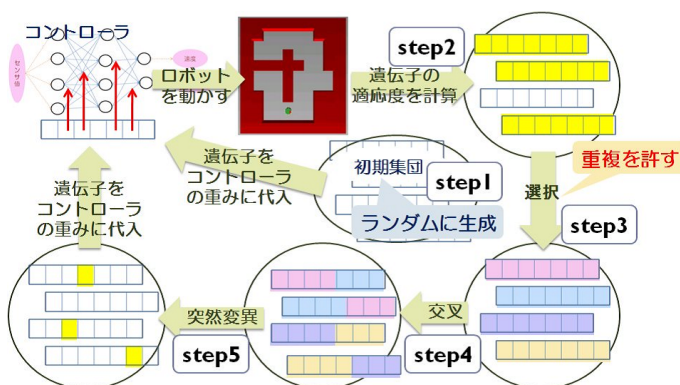 コントローラ
センサ値
速度
ロボット
を動かす
step2
遺伝子の
適応度を計算
重複を許す
選択
step3
初期集団
step1
ランダムに生成
遺伝子を
コントローラ
の重みに代入
遺伝子を
コントローラ
の重みに代入
交叉
step4
突然変異
step5